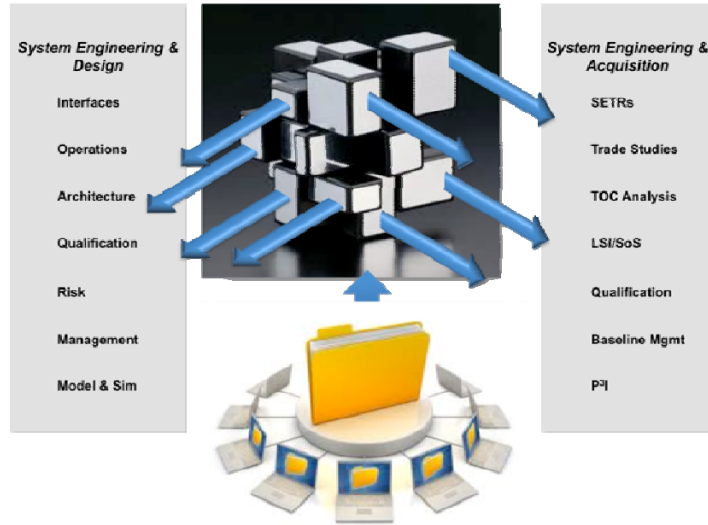 System Engineering &
Design
Interfaces
Operations
Architecture
Qualification
Risk
Management
Model & Sim
System Engineering &
Acquisition
SETRs
Trade Studies
TOC Analysis
LSI/SoS
Qualification
Baseline Mgmt
P³I